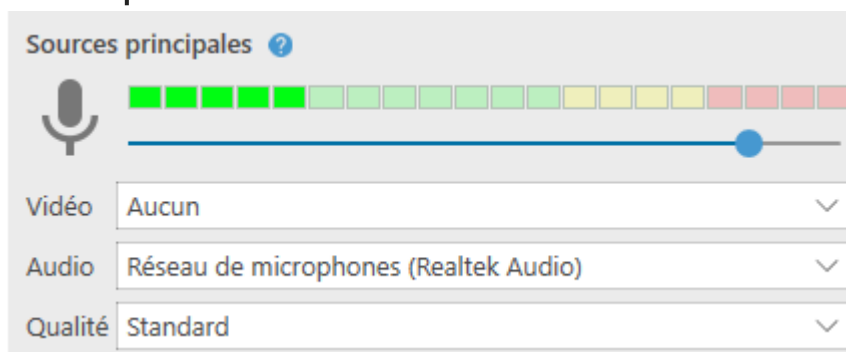 Sources principales ?
Vidéo Aucun
Audio Réseau de microphones (Realtek Audio)
Qualité Standard